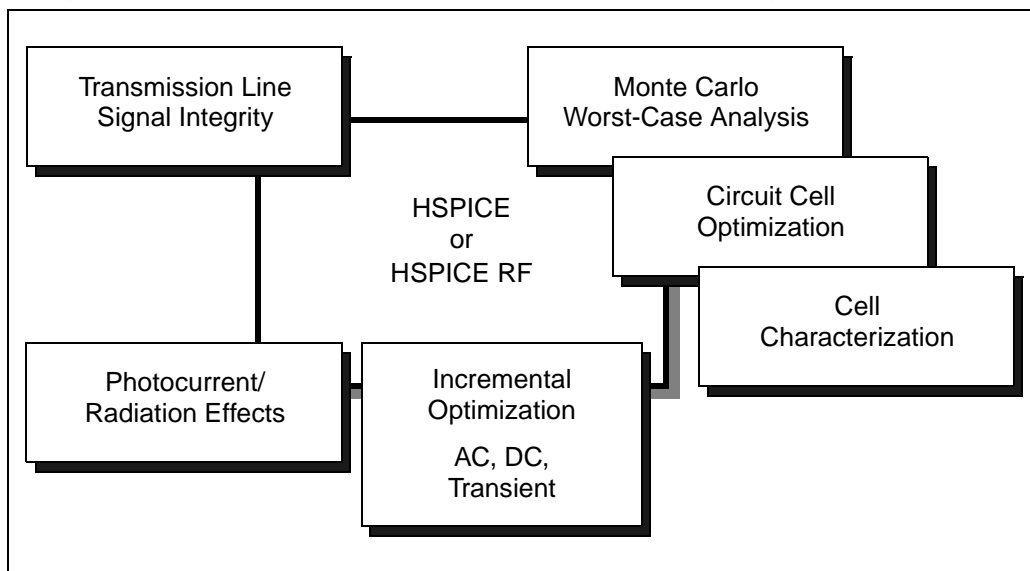 Transmission Line
Signal Integrity
Monte Carlo
Worst-Case Analysis
Circuit Cell
Optimization
HSPICE
or
HSPICE RF
Cell
Characterization
Photocurrent/
Radiation Effects
Incremental
Optimization
AC, DC,
Transient